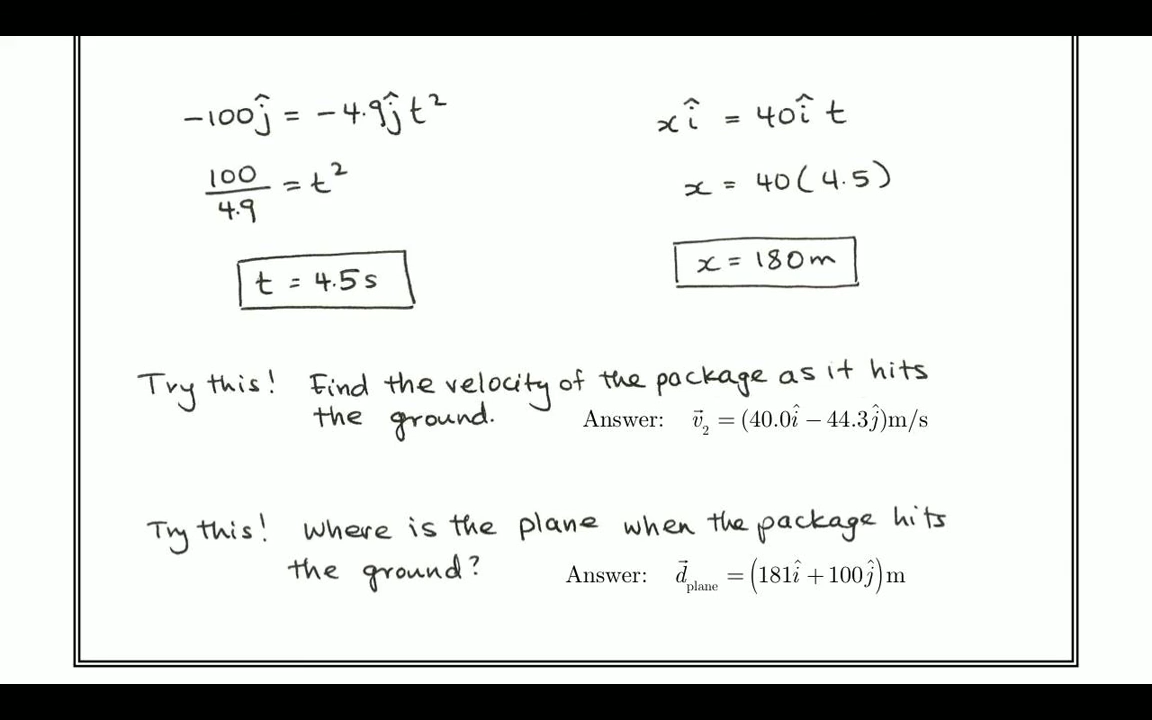 -100ĵ = -4.9ĵt²
100/4.9 = t²
t = 4.5s
xî = 40î t
x = 40(4.5)
x = 180m
Try this! Find the velocity of the package as it hits
the ground. Answer: v⃗₂ = (40.0î − 44.3ĵ)m/s
Try this! Where is the plane when the package hits
the ground? Answer: d⃗plane = (181î + 100ĵ)m